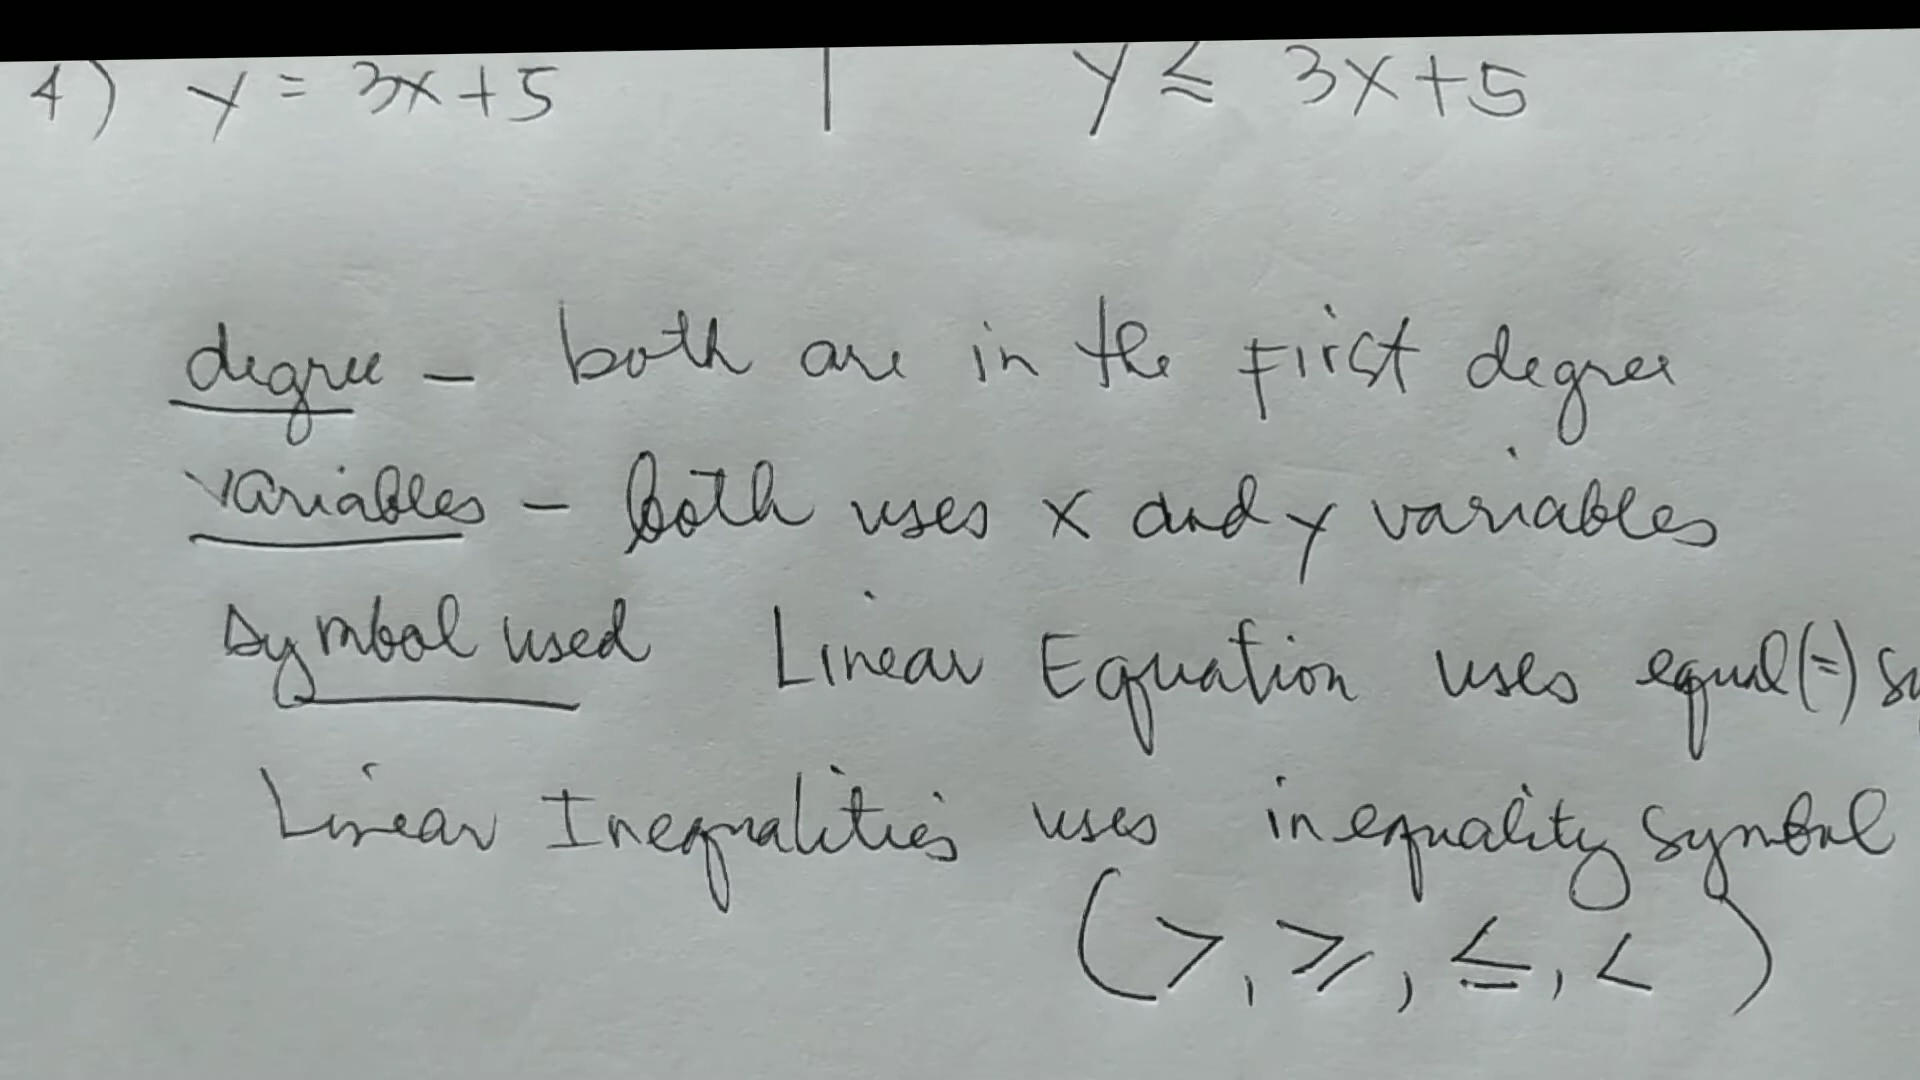 4) y = 3x+5 | y ≤ 3x+5
degree - both are in the first degree
variables - both uses x and y variables
symbol used Linear Equation uses equal(=)
Linear Inequalities uses inequality symbol
(>, ≥, ≤, <)